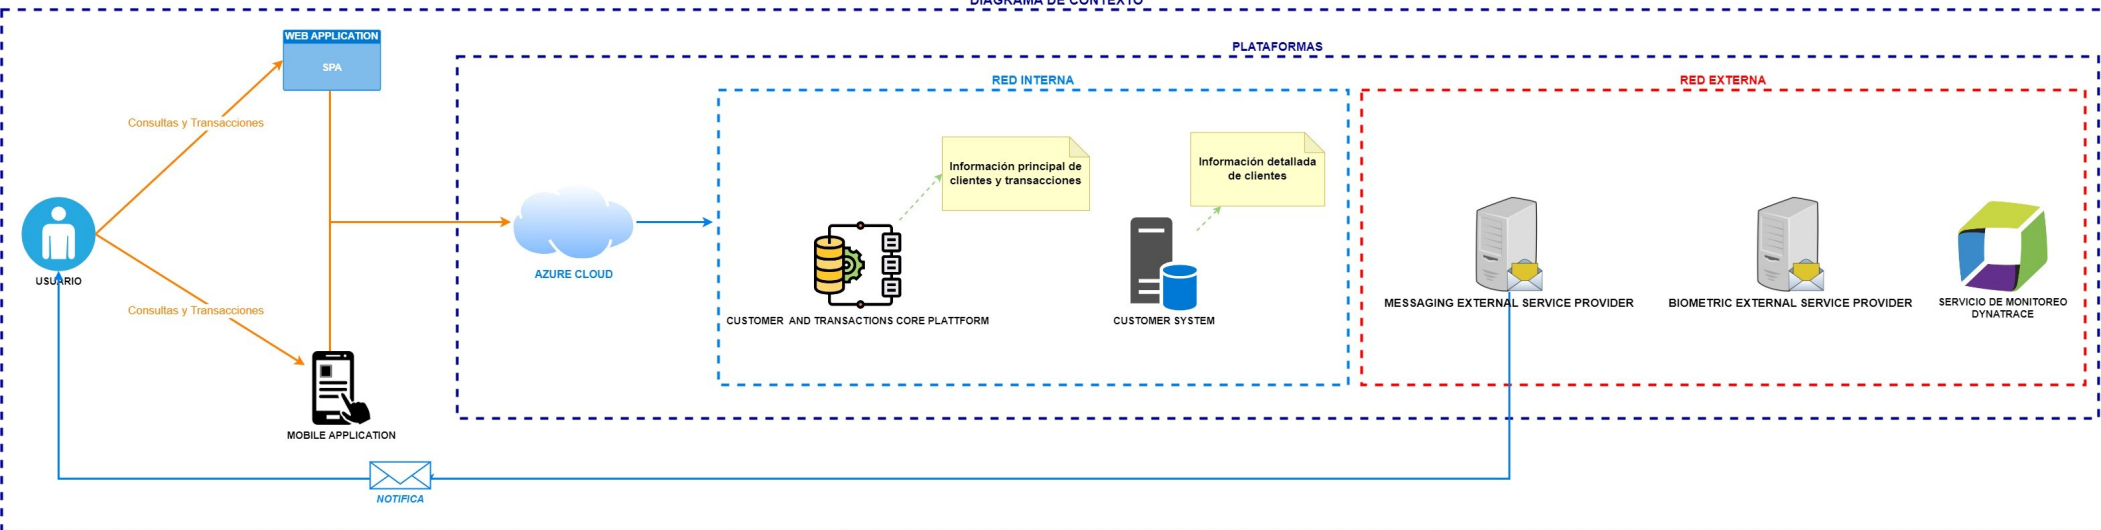 DIAGRAMA DE CONTEXTO
PLATAFORMAS
WEB APPLICATION
SPA
RED INTERNA
RED EXTERNA
Consultas y Transacciones
Información principal de
clientes y transacciones
Información detallada
de clientes
USUARIO
AZURE CLOUD
CUSTOMER AND TRANSACTIONS CORE PLATTFORM
CUSTOMER SYSTEM
MESSAGING EXTERNAL SERVICE PROVIDER
BIOMETRIC EXTERNAL SERVICE PROVIDER
SERVICIO DE MONITOREO
DYNATRACE
Consultas y Transacciones
MOBILE APPLICATION
NOTIFICA